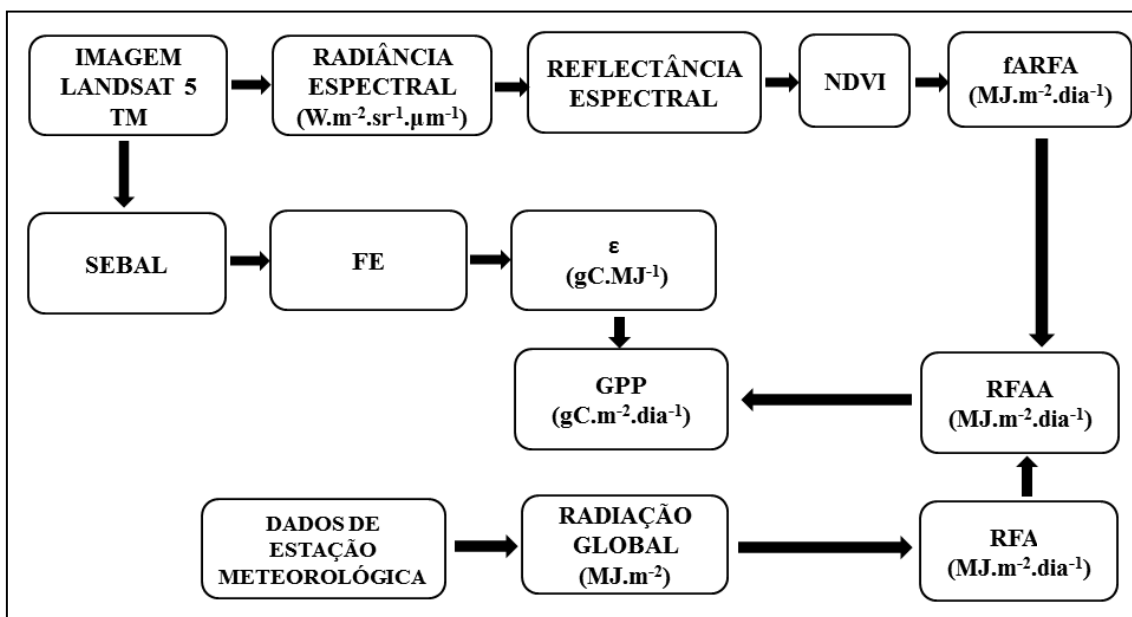 IMAGEM
LANDSAT 5
TM
RADIÂNCIA
ESPECTRAL
(W.m⁻².sr⁻¹.µm⁻¹)
REFLECTÂNCIA
ESPECTRAL
NDVI
fARFA
(MJ.m⁻².dia⁻¹)
SEBAL
FE
ε
(gC.MJ⁻¹)
GPP
(gC.m⁻².dia⁻¹)
RFAA
(MJ.m⁻².dia⁻¹)
DADOS DE
ESTAÇÃO
METEOROLÓGICA
RADIAÇÃO
GLOBAL
(MJ.m⁻²)
RFA
(MJ.m⁻².dia⁻¹)